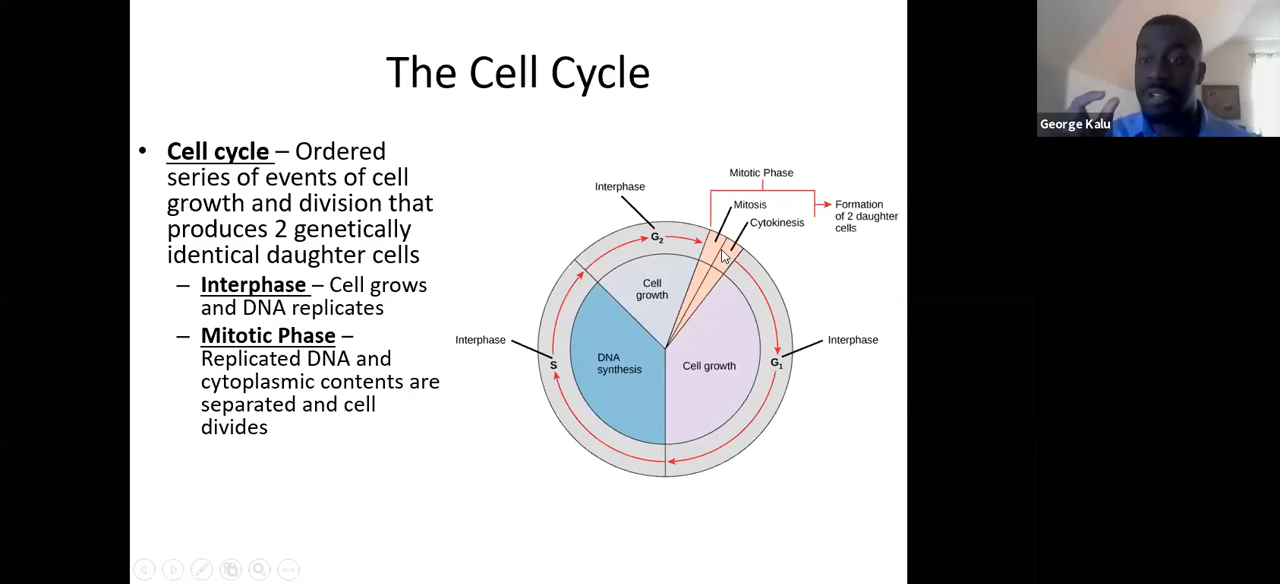 The Cell Cycle
• Cell cycle – Ordered
series of events of cell
growth and division that
produces 2 genetically
identical daughter cells
– Interphase – Cell grows
and DNA replicates
– Mitotic Phase –
Replicated DNA and
cytoplasmic contents are
separated and cell
divides
Mitotic Phase
Interphase
Mitosis
Cytokinesis
Formation
of 2 daughter
cells
G₂
Cell
growth
Interphase
S
DNA
synthesis
Cell growth
G₁
Interphase
George Kalu